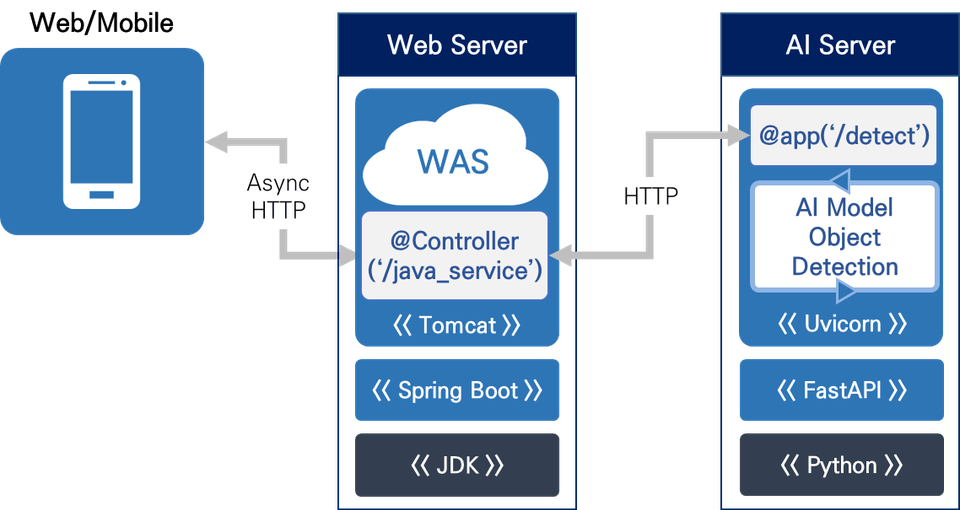 Web/Mobile
Async
HTTP
Web Server
WAS
@Controller
(‘/java_service’)
《 Tomcat 》
《 Spring Boot 》
《 JDK 》
HTTP
AI Server
@app(‘/detect’)
AI Model
Object
Detection
《 Uvicorn 》
《 FastAPI 》
《 Python 》